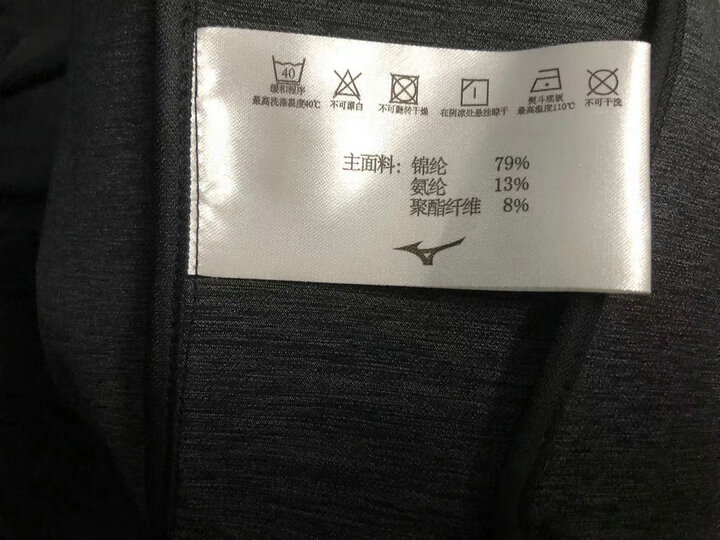 40
缓和程序
最高洗涤温度40℃
不可漂白
不可翻转干燥
在阴凉处悬挂晾干
熨斗底板
最高温度110℃
不可干洗
主面料: 锦纶 79%
氨纶 13%
聚酯纤维 8%